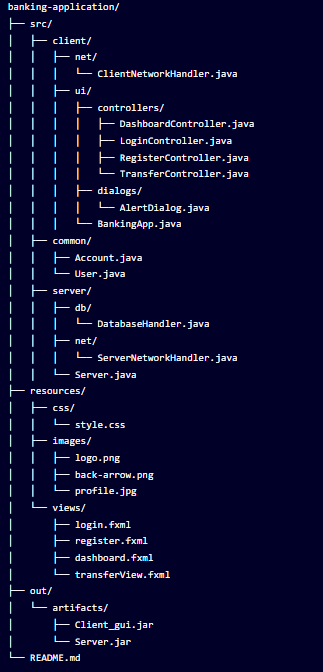 banking-application/
├── src/
│   ├── client/
│   │   ├── net/
│   │   │   └── ClientNetworkHandler.java
│   │   ├── ui/
│   │   │   ├── controllers/
│   │   │   │   ├── DashboardController.java
│   │   │   │   ├── LoginController.java
│   │   │   │   ├── RegisterController.java
│   │   │   │   └── TransferController.java
│   │   │   ├── dialogs/
│   │   │   │   └── AlertDialog.java
│   │   │   └── BankingApp.java
│   ├── common/
│   │   ├── Account.java
│   │   └── User.java
│   ├── server/
│   │   ├── db/
│   │   │   └── DatabaseHandler.java
│   │   ├── net/
│   │   │   └── ServerNetworkHandler.java
│   │   └── Server.java
├── resources/
│   ├── css/
│   │   └── style.css
│   ├── images/
│   │   ├── logo.png
│   │   ├── back-arrow.png
│   │   └── profile.jpg
│   └── views/
│       ├── login.fxml
│       ├── register.fxml
│       ├── dashboard.fxml
│       └── transferView.fxml
├── out/
│   └── artifacts/
│       ├── Client_gui.jar
│       └── Server.jar
└── README.md